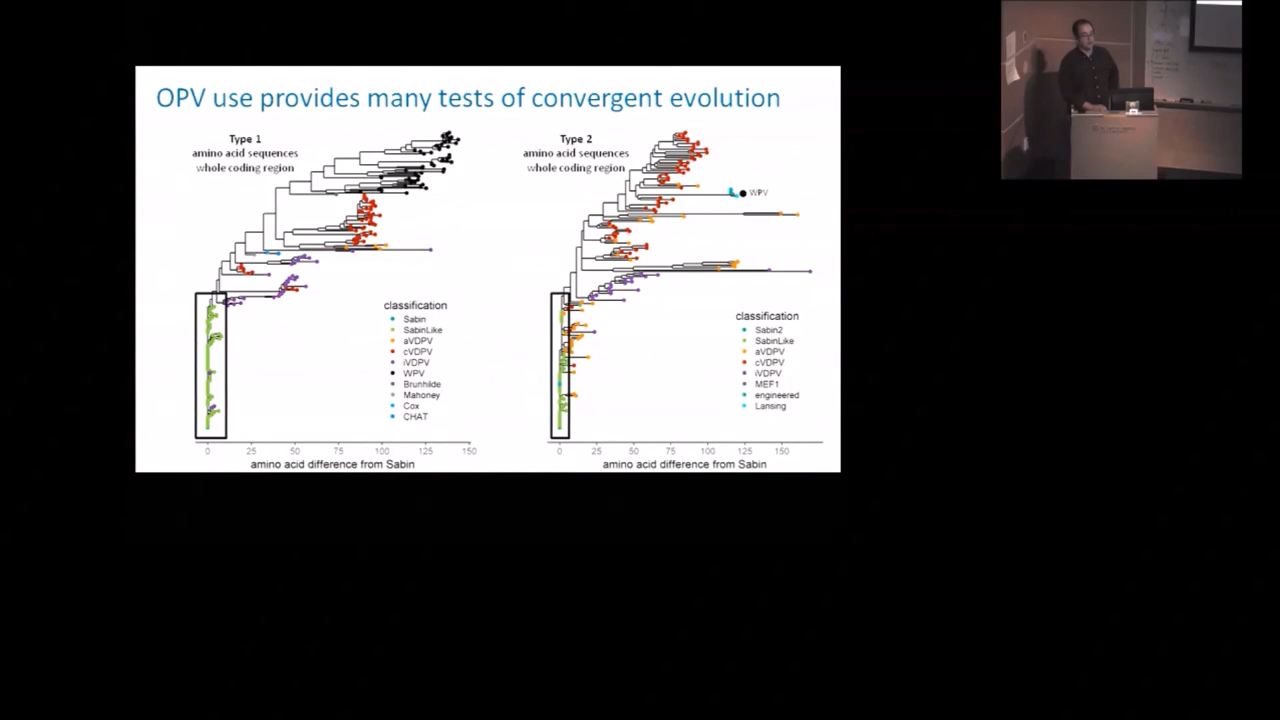 OPV use provides many tests of convergent evolution
Type 1
amino acid sequences
whole coding region
classification
Sabin
SabinLike
aVDPV
cVDPV
iVDPV
WPV
Brunhilde
Mahoney
Cox
CHAT
0 25 50 75 100 125 150
amino acid difference from Sabin
Type 2
amino acid sequences
whole coding region
WPV
classification
Sabin2
SabinLike
aVDPV
cVDPV
iVDPV
MEF1
engineered
Lansing
0 25 50 75 100 125 150
amino acid difference from Sabin